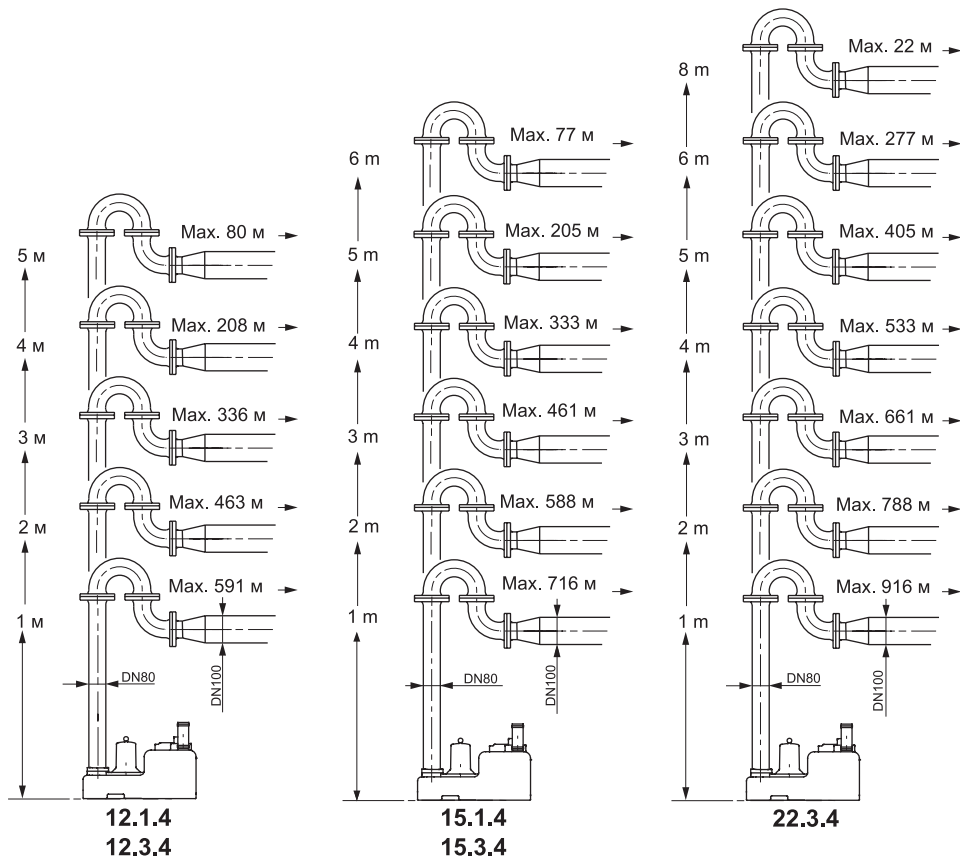 5 м
4 м
3 м
2 м
1 м
Max. 80 м
Max. 208 м
Max. 336 м
Max. 463 м
Max. 591 м
DN80
DN100
12.1.4
12.3.4
6 m
5 m
4 m
3 m
2 m
1 m
Max. 77 м
Max. 205 м
Max. 333 м
Max. 461 м
Max. 588 м
Max. 716 м
DN80
DN100
15.1.4
15.3.4
8 m
6 m
5 m
4 m
3 m
2 m
1 m
Max. 22 м
Max. 277 м
Max. 405 м
Max. 533 м
Max. 661 м
Max. 788 м
Max. 916 м
DN80
DN100
22.3.4